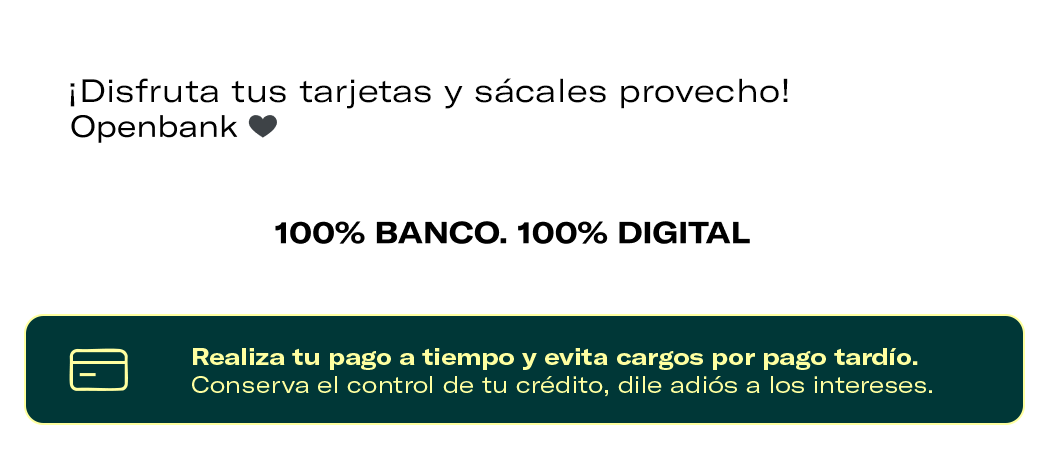 ¡Disfruta tus tarjetas y sácales provecho!
Openbank 🖤
100% BANCO. 100% DIGITAL
Realiza tu pago a tiempo y evita cargos por pago tardío.
Conserva el control de tu crédito, dile adiós a los intereses.